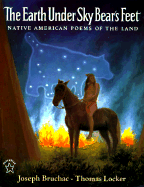 The Earth Under Sky Bear's Feet
NATIVE AMERICAN POEMS OF THE LAND
Joseph Bruchac · Thomas Locker